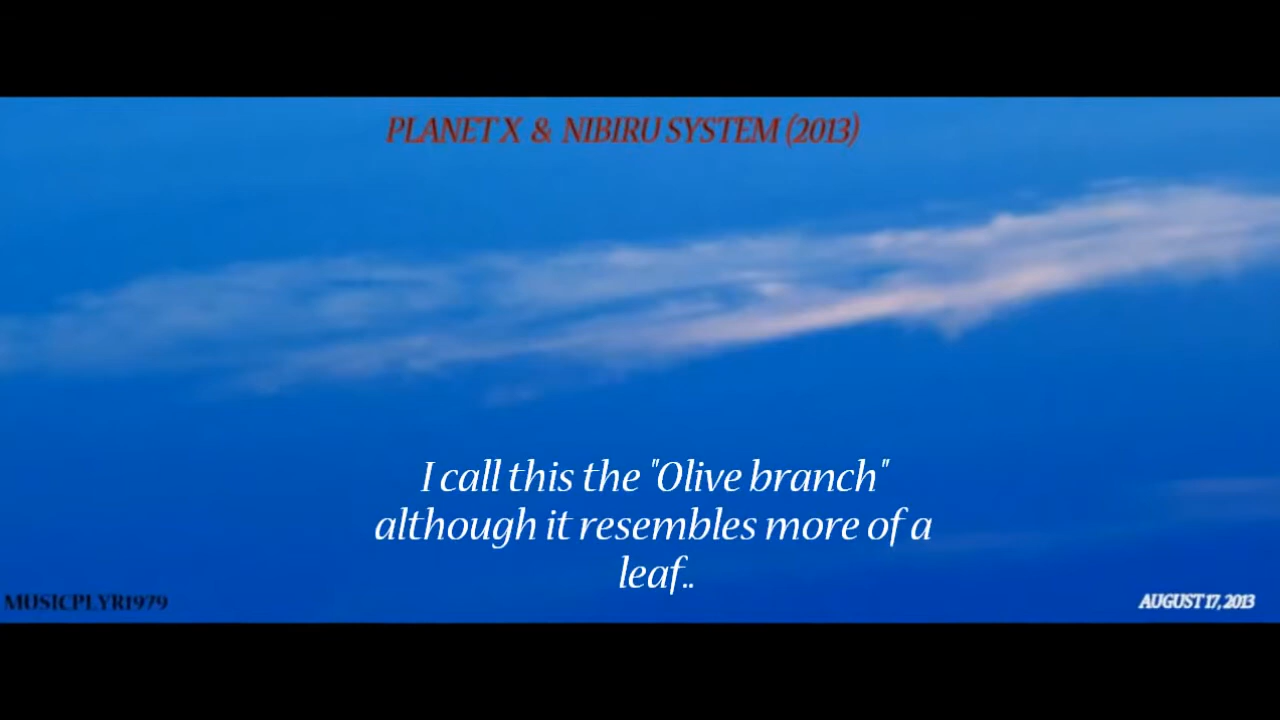 PLANET X & NIBIRU SYSTEM (2013)
I call this the "Olive branch"
although it resembles more of a
leaf..
MUSICPLYR1979
AUGUST 17, 2013